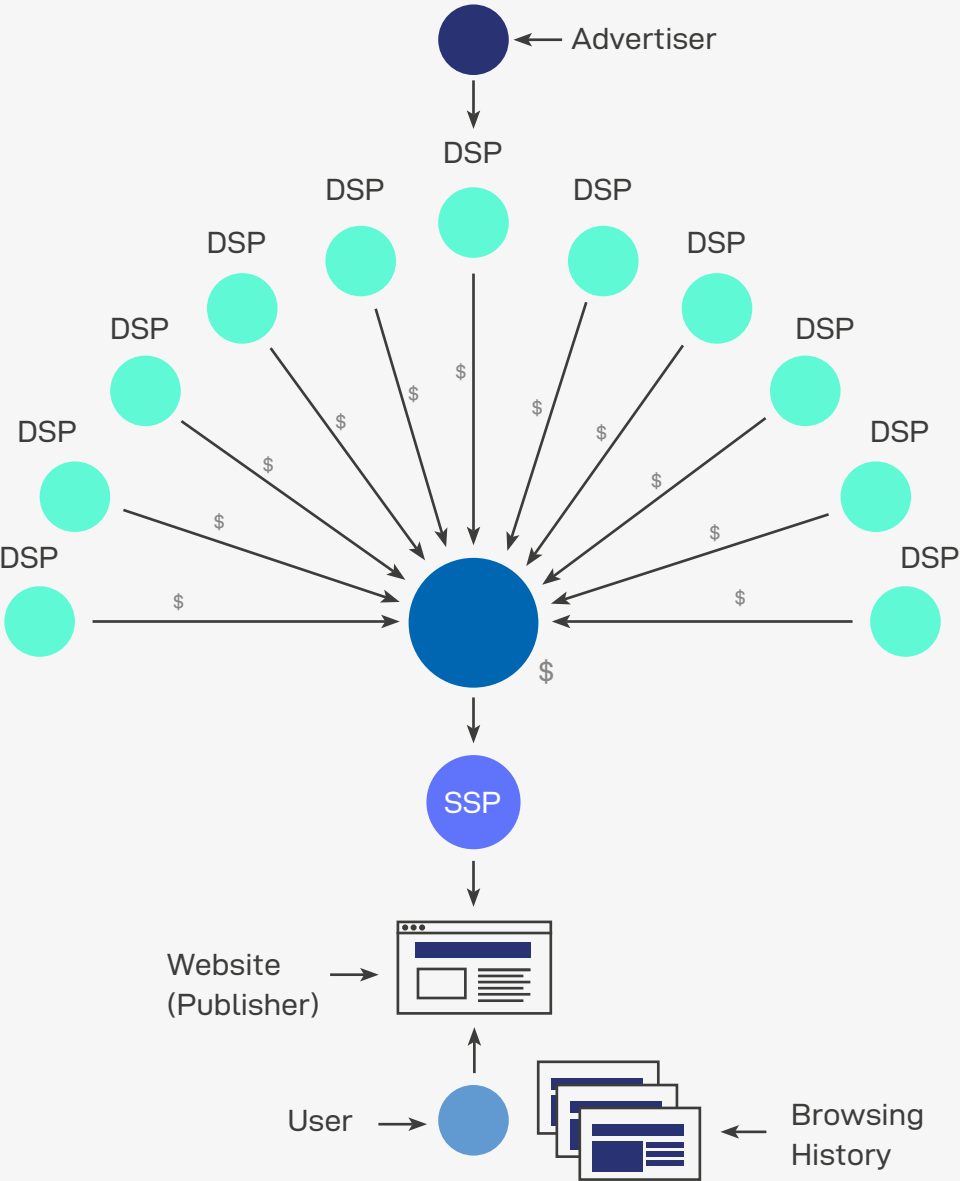 Advertiser
DSP
DSP
DSP
DSP
DSP
DSP
DSP
DSP
DSP
DSP
DSP
$
$
$
$
$
$
$
$
$
$
$
$
SSP
Website
(Publisher)
User
Browsing
History